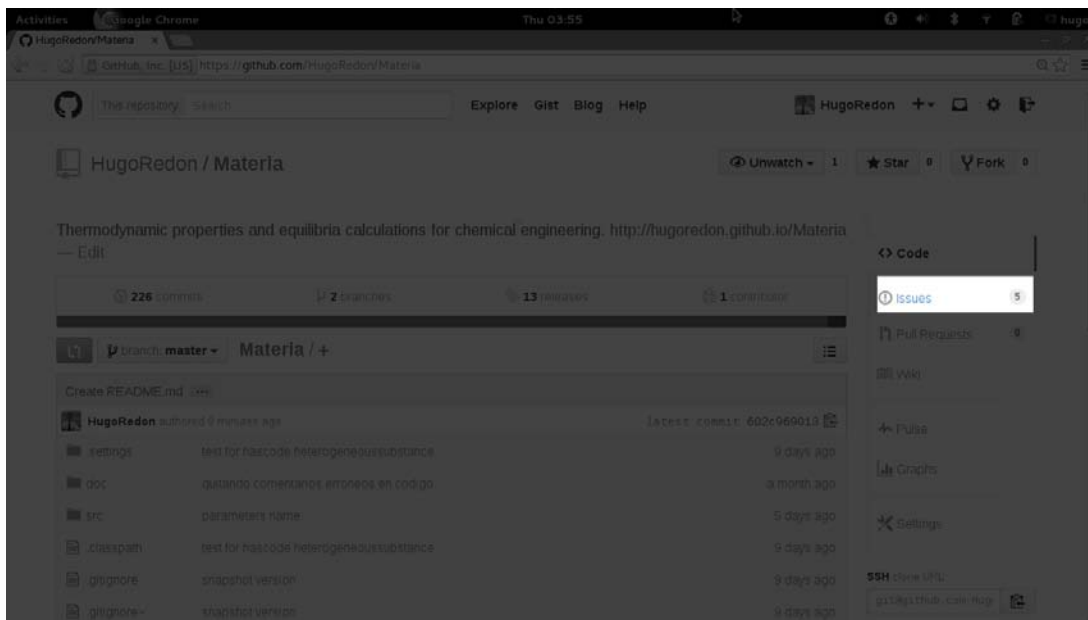 Activities Google Chrome Thu 03:55 hugo
HugoRedon/Materia
GitHub, Inc. [US] https://github.com/HugoRedon/Materia
This repository Search Explore Gist Blog Help HugoRedon
HugoRedon / Materia Unwatch 1 Star 0 Fork 0
Thermodynamic properties and equilibria calculations for chemical engineering. http://hugoredon.github.io/Materia
— Edit
<> Code
226 commits 2 branches 13 releases 1 contributor
Issues 5
Pull Requests 0
branch: master Materia / +
Wiki
Create README.md
HugoRedon authored 9 minutes ago latest commit 602c969013
Pulse
.settings test for hascode heterogeneoussubstance 9 days ago
Graphs
doc quitando comentarios erroneos en codigo a month ago
src parameters name 5 days ago
Settings
.classpath test for hascode heterogeneoussubstance 9 days ago
.gitignore snapshot version 9 days ago
SSH clone URL
.gitignore~ snapshot version 9 days ago
git@github.com:Hugo